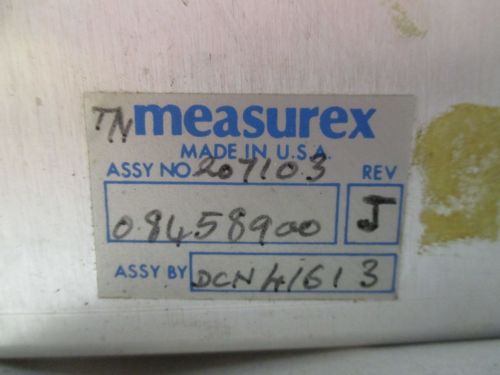 TN measurex
MADE IN U.S.A.
ASSY NO 207103 REV
08458900 J
ASSY BY DCN 41613